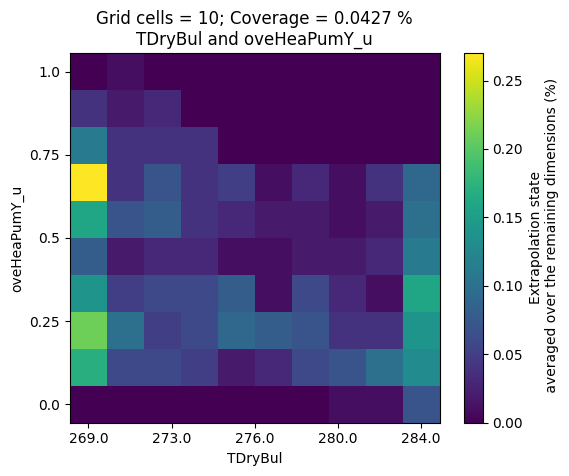 Grid cells = 10; Coverage = 0.0427 %
TDryBul and oveHeaPumY_u
1.0
0.75
0.5
0.25
0.0
oveHeaPumY_u
269.0 273.0 276.0 280.0 284.0
TDryBul
0.25
0.20
0.15
0.10
0.05
0.00
Extrapolation state
averaged over the remaining dimensions (%)